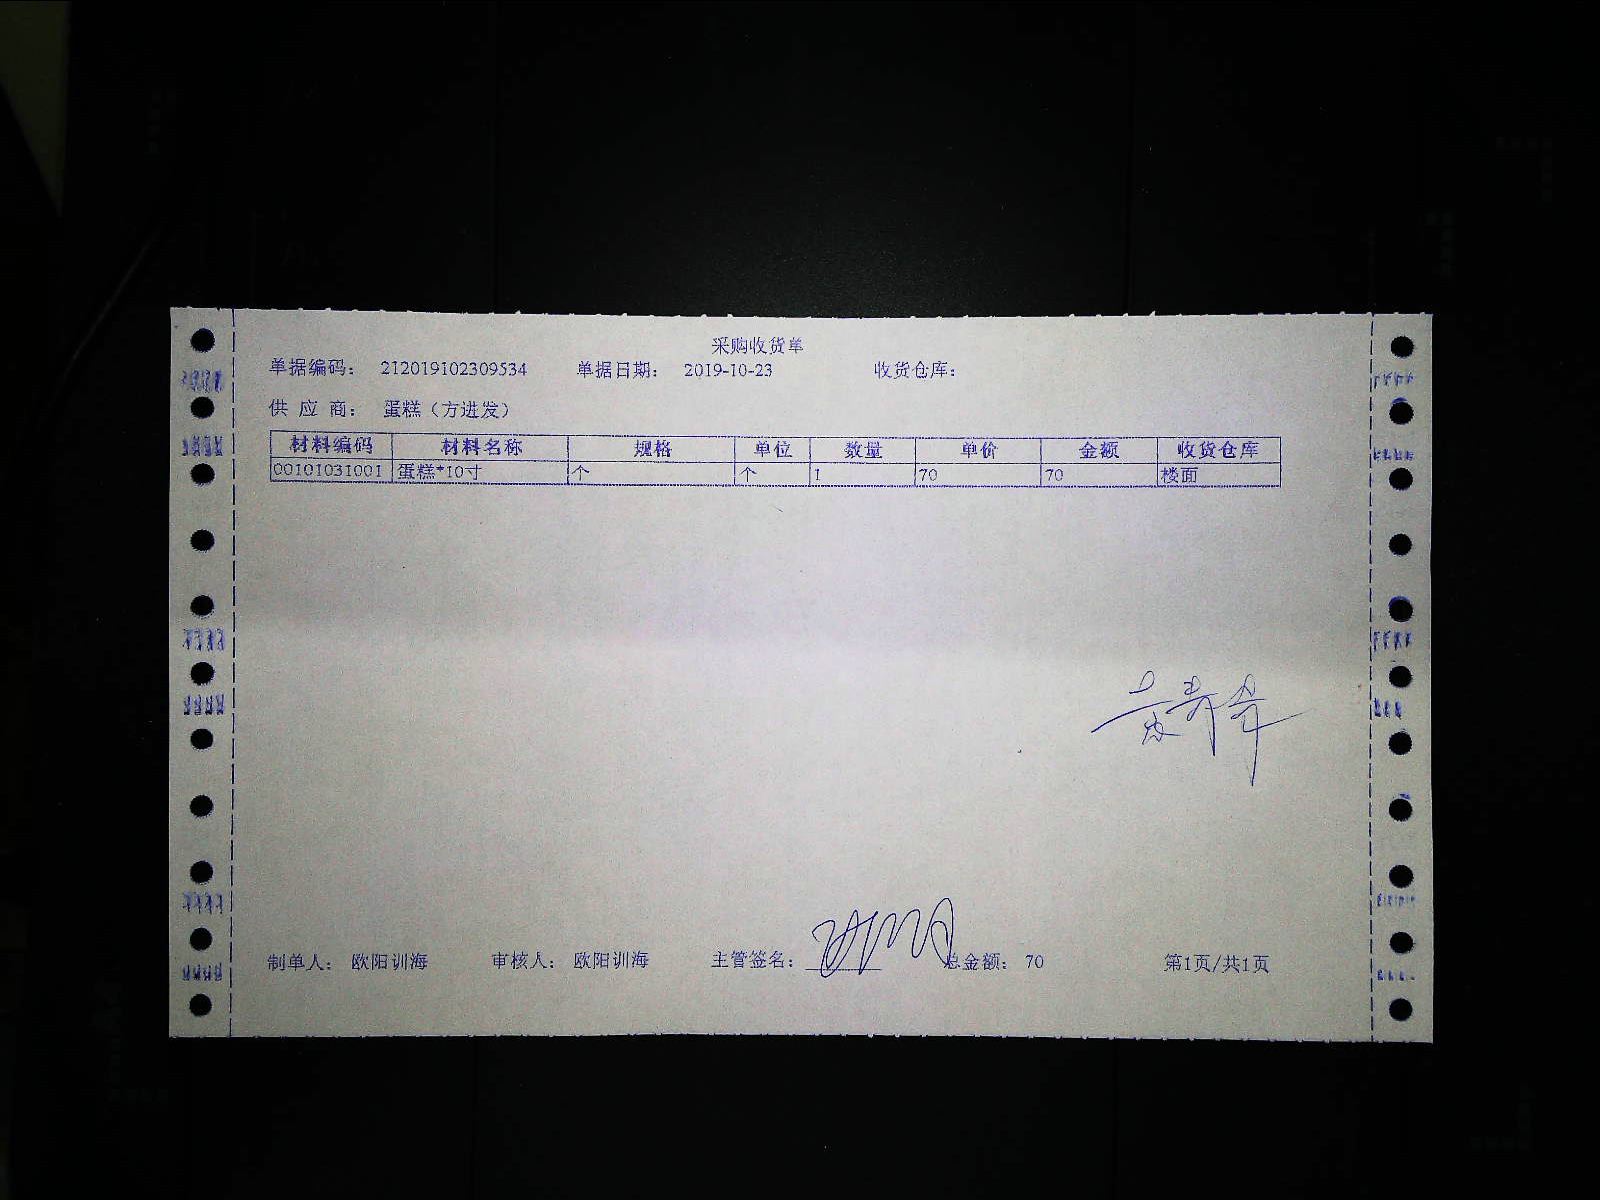 采购收货单
单据编码： 212019102309534 单据日期： 2019-10-23 收货仓库：
供 应 商： 蛋糕（方进发）
材料编码 材料名称 规格 单位 数量 单价 金额 收货仓库
00101031001 蛋糕*10寸 个 个 1 70 70 楼面
制单人： 欧阳训海 审核人： 欧阳训海 主管签名： 总金额： 70 第1页/共1页